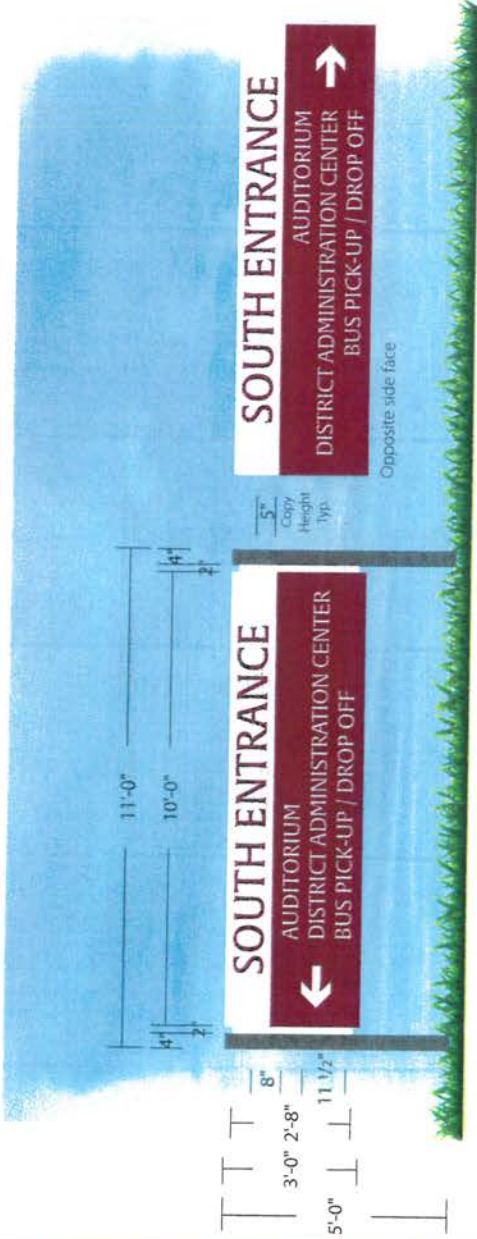 11'-0"
10'-0"
4"
2"
4"
2"
SOUTH ENTRANCE
AUDITORIUM
DISTRICT ADMINISTRATION CENTER
BUS PICK-UP / DROP OFF
8"
11 1/2"
2'-8"
3'-0"
5'-0"
5"
Copy
Height
Typ.
SOUTH ENTRANCE
AUDITORIUM
DISTRICT ADMINISTRATION CENTER
BUS PICK-UP / DROP OFF
Opposite side face